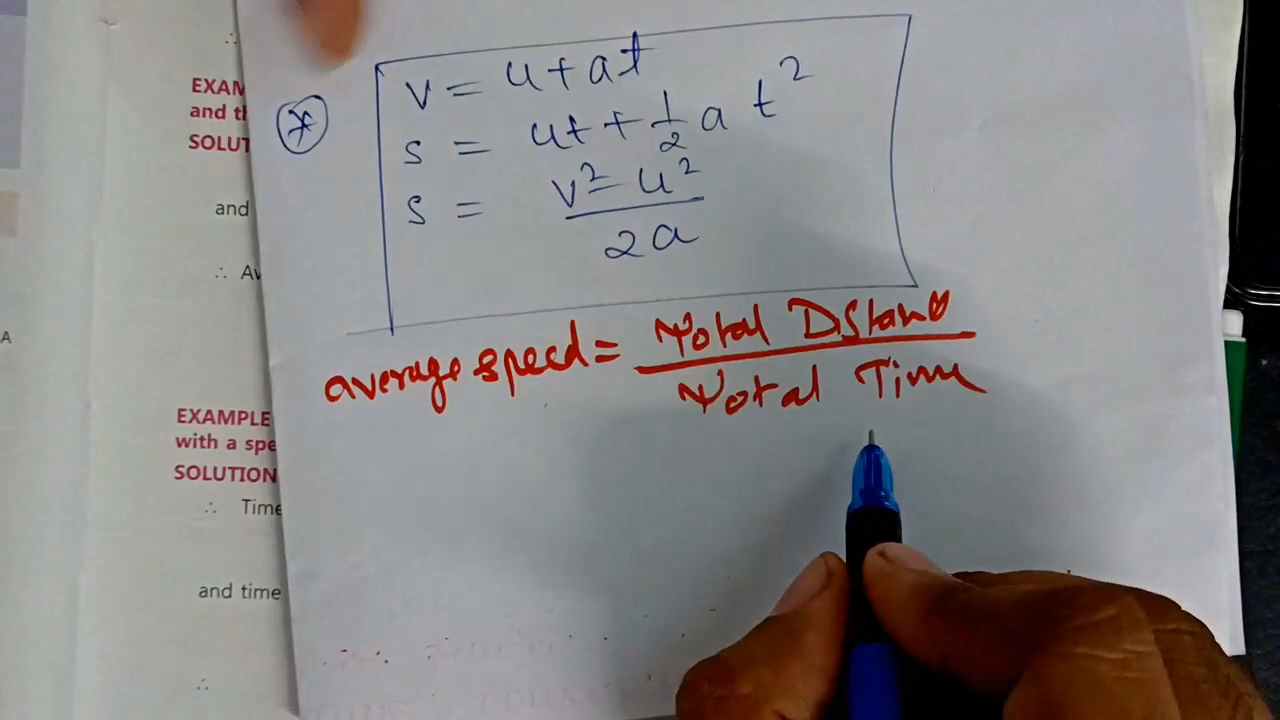 EXAM
and th
SOLUT
and
∴ Av
A
EXAMPLE
with a spe
SOLUTION
∴ Time
and time
∴
v = u + at
s = ut + 1/2 a t²
s = v² - u² / 2a
average speed = Total Dstance / Total Time